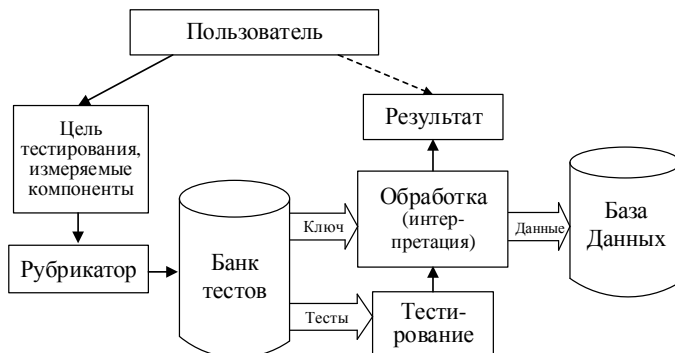 Пользователь
Цель
тестирования,
измеряемые
компоненты
Результат
Рубрикатор
Банк
тестов
Ключ
Обработка
(интер-
претация)
Данные
База
Данных
Тесты
Тести-
рование